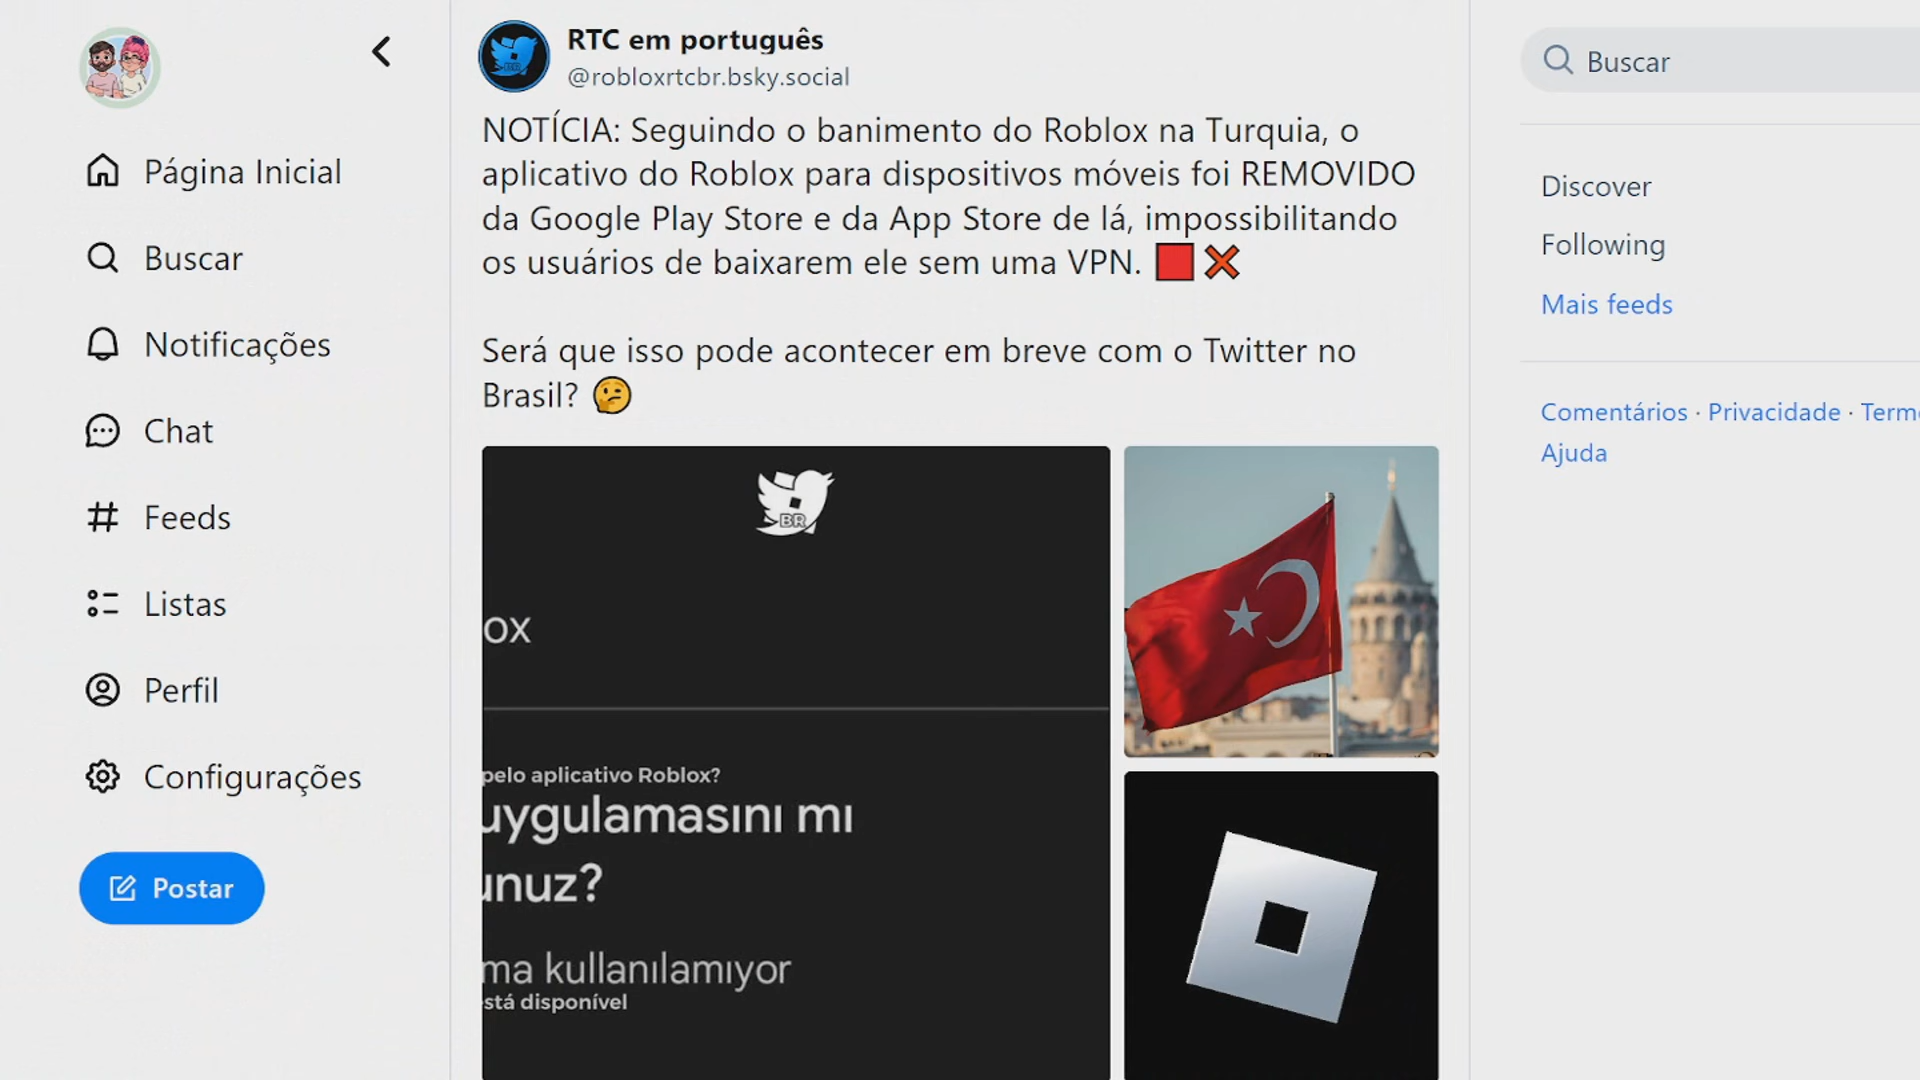 RTC em português
@robloxrtcbr.bsky.social
NOTÍCIA: Seguindo o banimento do Roblox na Turquia, o
aplicativo do Roblox para dispositivos móveis foi REMOVIDO
da Google Play Store e da App Store de lá, impossibilitando
os usuários de baixarem ele sem uma VPN. 🟥❌
Será que isso pode acontecer em breve com o Twitter no
Brasil? 🤔
BR
BR
ox
pelo aplicativo Roblox?
uygulamasını mı
unuz?
ma kullanılamıyor
stá disponível
Página Inicial
Buscar
Notificações
Chat
Feeds
Listas
Perfil
Configurações
Postar
Buscar
Discover
Following
Mais feeds
Comentários · Privacidade · Term
Ajuda